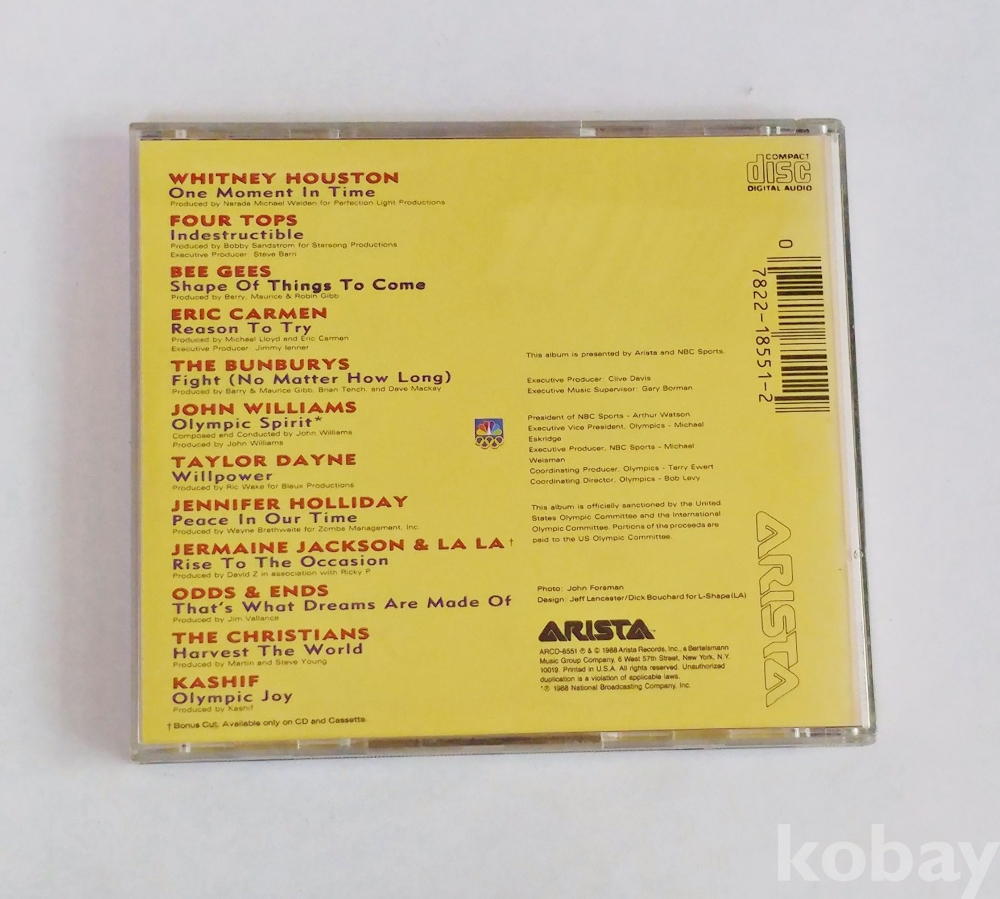 WHITNEY HOUSTON
One Moment In Time
Produced by Narada Michael Walden for Perfection Light Productions
FOUR TOPS
Indestructible
Produced by Bobby Sandstrom for Starsong Productions
Executive Producer: Steve Barri
BEE GEES
Shape Of Things To Come
Produced by Barry, Maurice & Robin Gibb
ERIC CARMEN
Reason To Try
Produced by Michael Lloyd and Eric Carmen
Executive Producer: Jimmy Ienner
THE BUNBURYS
Fight (No Matter How Long)
Produced by Barry & Maurice Gibb, Brian Tench, and Dave Mackay
JOHN WILLIAMS
Olympic Spirit*
Composed and Conducted by John Williams
Produced by John Williams
TAYLOR DAYNE
Willpower
Produced by Ric Wake for Bleux Productions
JENNIFER HOLLIDAY
Peace In Our Time
Produced by Wayne Brathwaite for Zomba Management, Inc.
JERMAINE JACKSON & LA LA†
Rise To The Occasion
Produced by David Z in association with Ricky P.
ODDS & ENDS
That's What Dreams Are Made Of
Produced by Jim Vallance
THE CHRISTIANS
Harvest The World
Produced by Martin and Steve Young
KASHIF
Olympic Joy
Produced by Kashif
† Bonus Cut. Available only on CD and Cassette.
COMPACT
disc
DIGITAL AUDIO
0 7822-18551-2
This album is presented by Arista and NBC Sports.
Executive Producer: Clive Davis
Executive Music Supervisor: Gary Borman
President of NBC Sports - Arthur Watson
Executive Vice President, Olympics - Michael
Eskridge
Executive Producer, NBC Sports - Michael
Weisman
Coordinating Producer, Olympics - Terry Ewert
Coordinating Director, Olympics - Bob Levy
This album is officially sanctioned by the United
States Olympic Committee and the International
Olympic Committee. Portions of the proceeds are
paid to the US Olympic Committee.
Photo: John Forsman
Design: Jeff Lancaster/Dick Bouchard for L-Shape (LA)
ARISTA
ARCD-8551 ℗ & © 1988 Arista Records, Inc., a Bertelsmann
Music Group Company, 6 West 57th Street, New York, N.Y.
10019. Printed in U.S.A. All rights reserved. Unauthorized
duplication is a violation of applicable laws.
*℗ 1988 National Broadcasting Company, Inc.
ARISTA
kobay